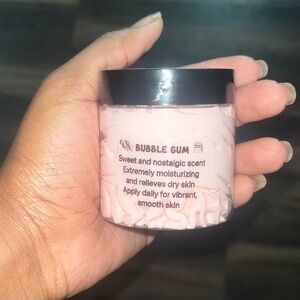 BUBBLE GUM
Sweet and nostalgic scent
Extremely moisturizing
and relieves dry skin
Apply daily for vibrant,
smooth skin